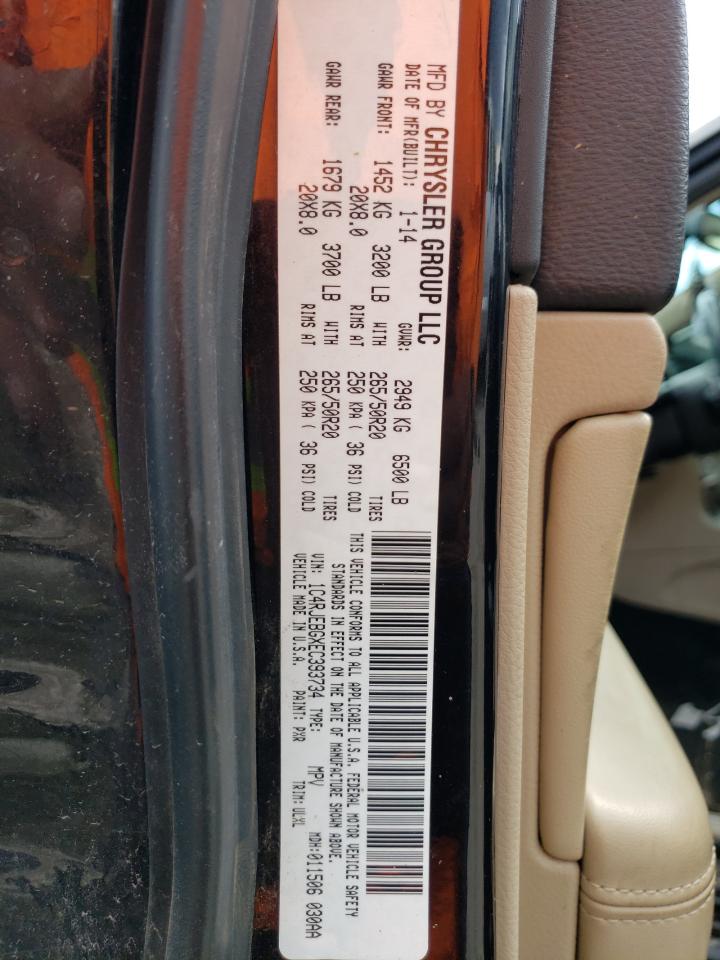 MFD BY CHRYSLER GROUP LLC
DATE OF MFR(BUILT): 1-14 GVWR: 2949 KG 6500 LB
GAWR FRONT: 1452 KG 3200 LB WITH 265/50R20 TIRES
20X8.0 RIMS AT 250 KPA ( 36 PSI) COLD
GAWR REAR: 1679 KG 3700 LB WITH 265/50R20 TIRES
20X8.0 RIMS AT 250 KPA ( 36 PSI) COLD
THIS VEHICLE CONFORMS TO ALL APPLICABLE U.S.A. FEDERAL MOTOR VEHICLE SAFETY
STANDARDS IN EFFECT ON THE DATE OF MANUFACTURE SHOWN ABOVE.
VIN: 1C4RJEBGXEC393734 TYPE: MPV MDH:011506 030AA
VEHICLE MADE IN U.S.A. PAINT: PXR TRIM: ULXL